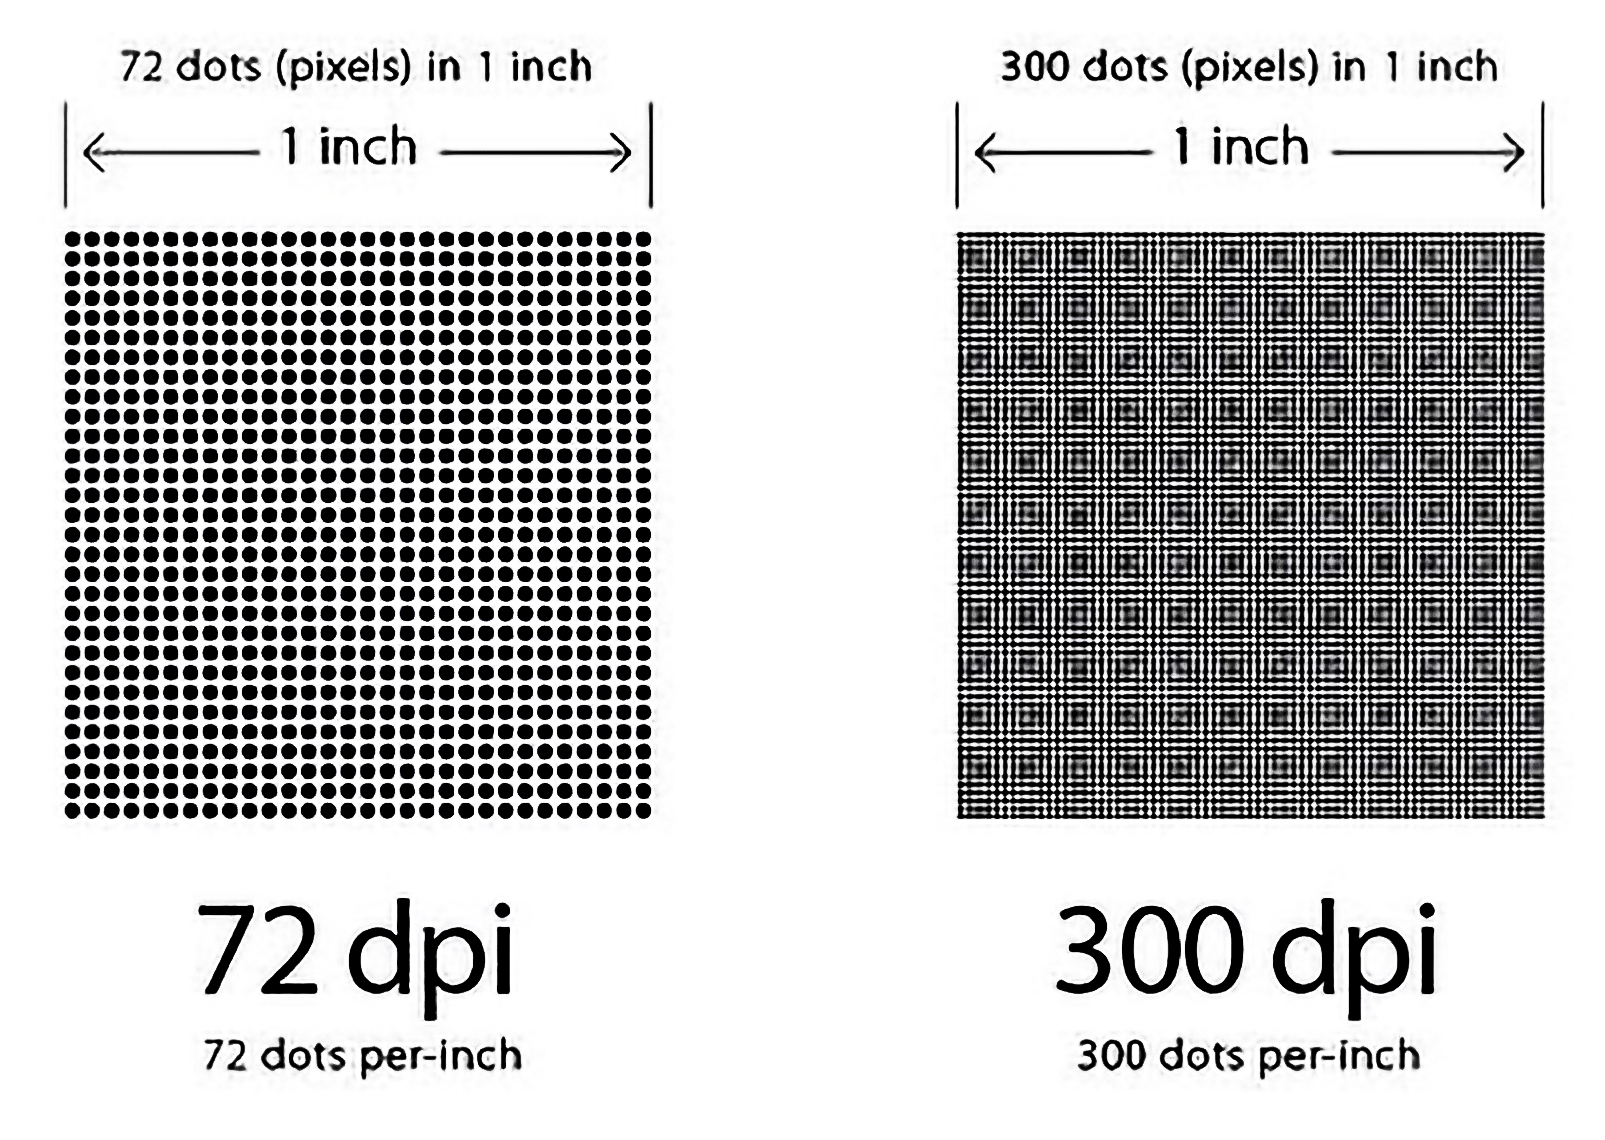 72 dots (pixels) in 1 inch
1 inch
72 dpi
72 dots per-inch
300 dots (pixels) in 1 inch
1 inch
300 dpi
300 dots per-inch